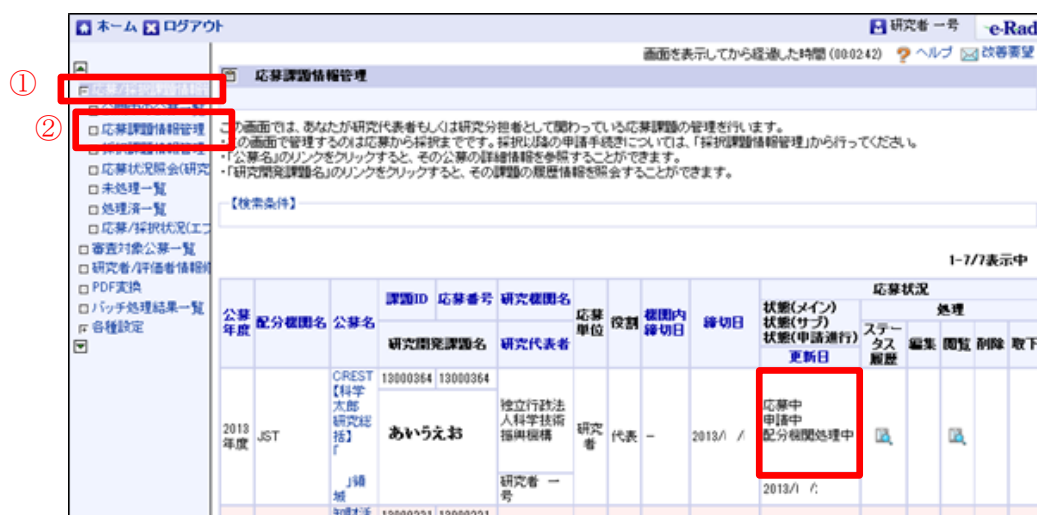 ホーム ログアウト
研究者 一号
e-Rad
画面を表示してから経過した時間 (00:02:42) ヘルプ 改善要望
①
応募/採択課題情報管
応募課題情報管理
②
応募課題情報管理
採択課題情報管理
応募状況照会(研究
未処理一覧
処理済一覧
応募/採択状況(エフ
審査対象公募一覧
研究者/評価者情報修
PDF変換
バッチ処理結果一覧
各種設定
この画面では、あなたが研究代表者もしくは研究分担者として関わっている応募課題の管理を行います。
・この画面で管理するのは応募から採択までです。採択以降の申請手続きについては、「採択課題情報管理」から行ってください。
・「公募名」のリンクをクリックすると、その公募の詳細情報を参照することができます。
・「研究開発課題名」のリンクをクリックすると、その課題の履歴情報を照会することができます。
【検索条件】
1-7/7表示中
公募年度
配分機関名
公募名
課題ID
応募番号
研究開発課題名
研究機関名
研究代表者
応募単位
役割
機関内締切日
締切日
応募状況
状態(メイン)
状態(サブ)
状態(申請進行)
更新日
処理
ステータス履歴
編集
閲覧
削除
取下
2013年度
JST
CREST
【科学
太郎
研究総
括】
「
」領
域
13000364
13000364
あいうえお
独立行政法
人科学技術
振興機構
研究者 一
号
研究者
代表
-
2013/ /
応募中
申請中
配分機関処理中
2013/ /
13000231 13000231